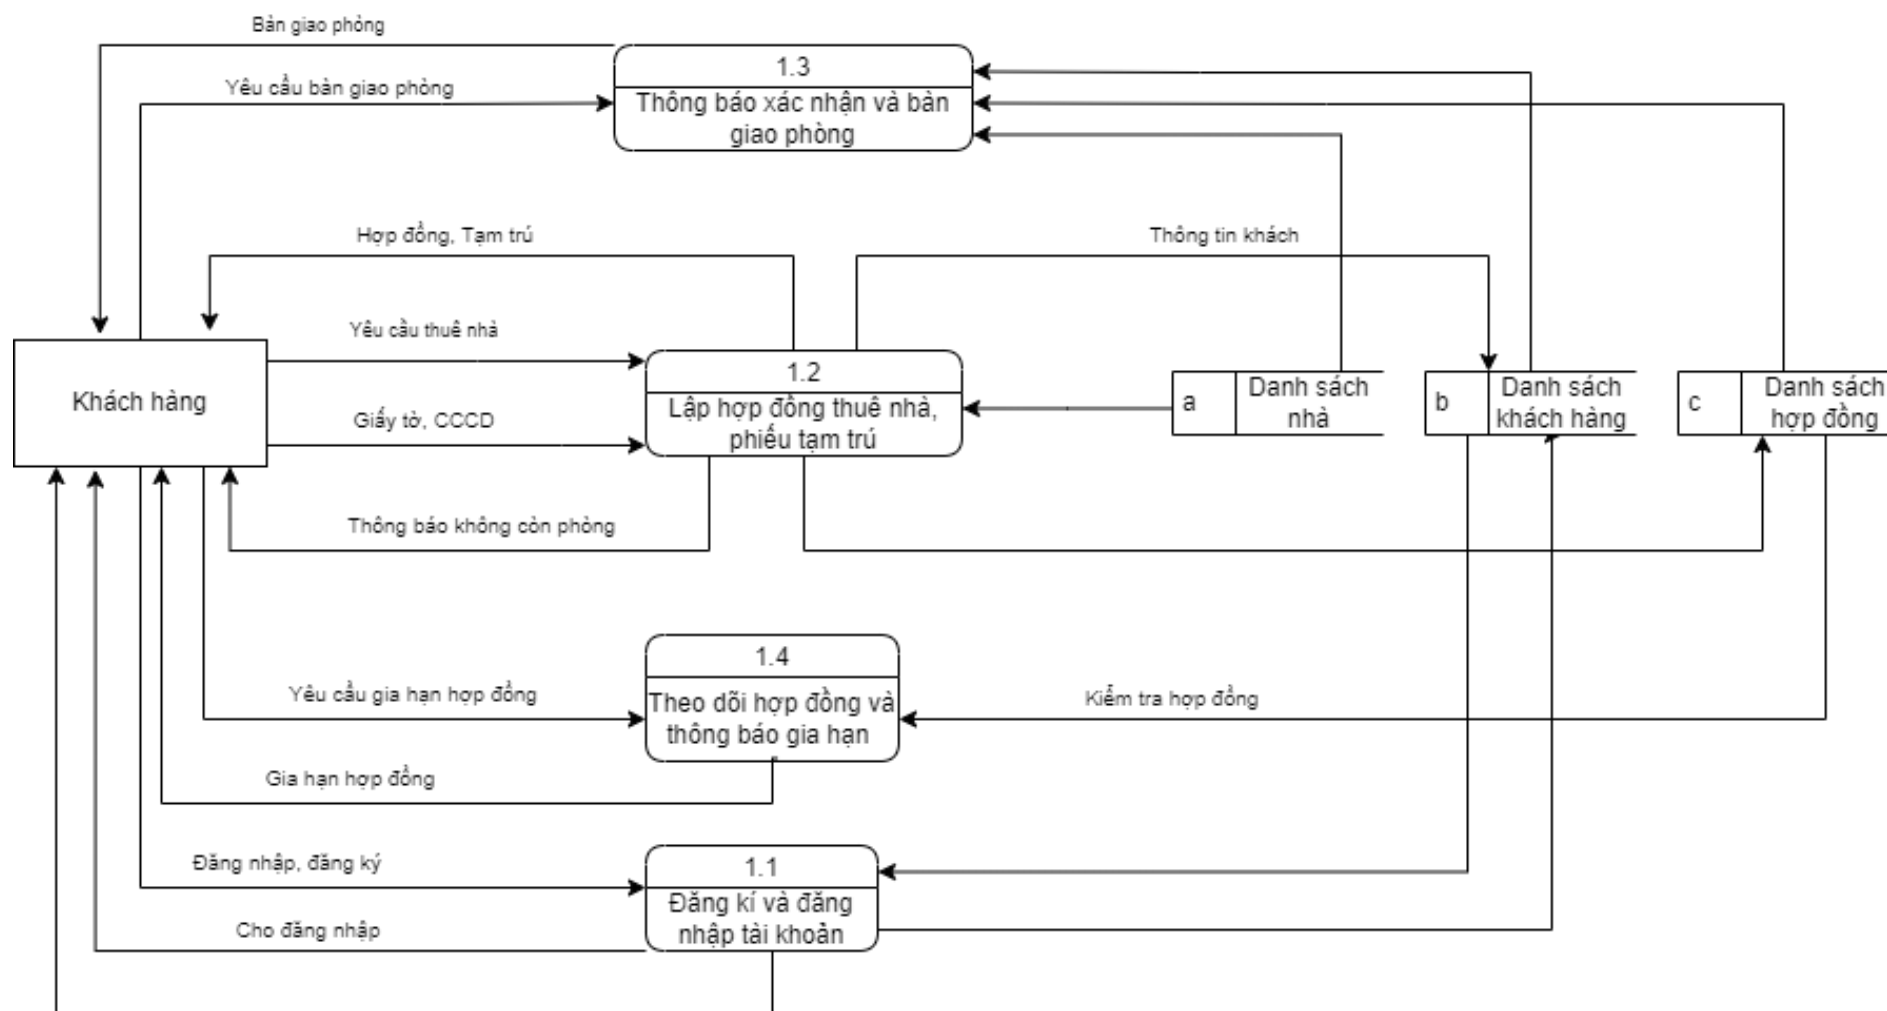 Bàn giao phòng
Yêu cầu bàn giao phòng
1.3
Thông báo xác nhận và bàn
giao phòng
Hợp đồng, Tạm trú
Thông tin khách
Yêu cầu thuê nhà
Khách hàng
Giấy tờ, CCCD
1.2
Lập hợp đồng thuê nhà,
phiếu tạm trú
a
Danh sách
nhà
b
Danh sách
khách hàng
c
Danh sách
hợp đồng
Thông báo không còn phòng
1.4
Theo dõi hợp đồng và
thông báo gia hạn
Yêu cầu gia hạn hợp đồng
Kiểm tra hợp đồng
Gia hạn hợp đồng
Đăng nhập, đăng ký
1.1
Đăng kí và đăng
nhập tài khoản
Cho đăng nhập